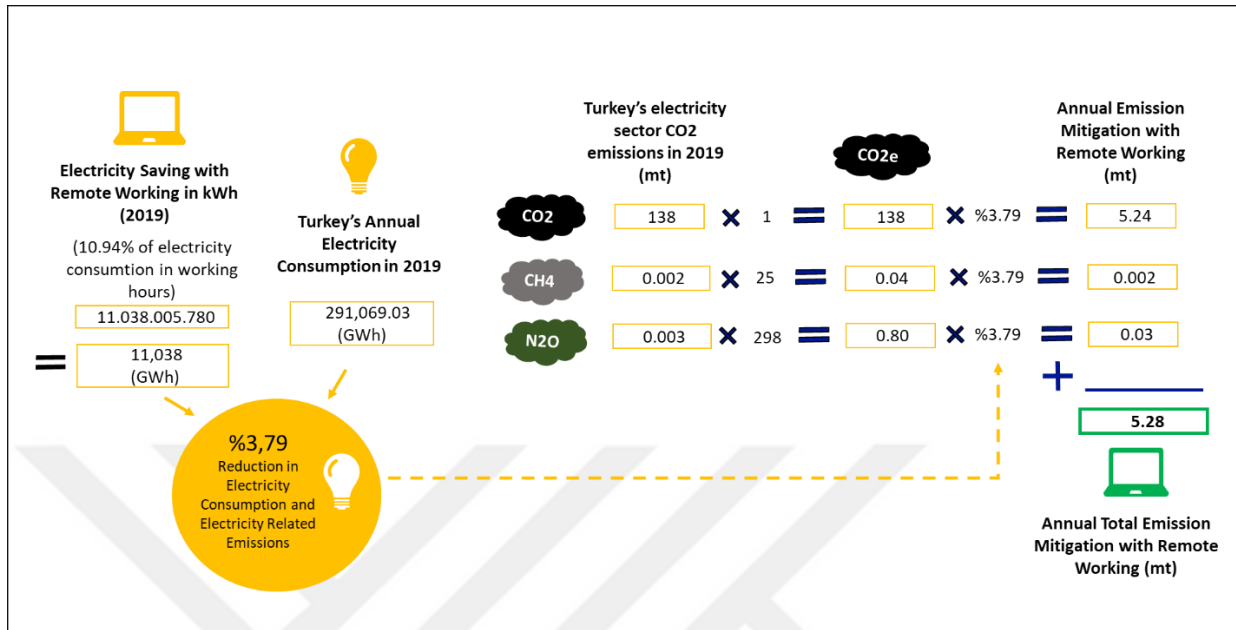 Electricity Saving with
Remote Working in kWh
(2019)
(10.94% of electricity
consumtion in working
hours)
11.038.005.780
=
11,038
(GWh)
Turkey's Annual
Electricity
Consumption in 2019
291,069.03
(GWh)
%3,79
Reduction in
Electricity
Consumption and
Electricity Related
Emissions
Turkey's electricity
sector CO2
emissions in 2019
(mt)
CO2e
Annual Emission
Mitigation with
Remote Working
(mt)
CO2 138 × 1 = 138 × %3.79 = 5.24
CH4 0.002 × 25 = 0.04 × %3.79 = 0.002
N2O 0.003 × 298 = 0.80 × %3.79 = 0.03
+
5.28
Annual Total Emission
Mitigation with Remote
Working (mt)